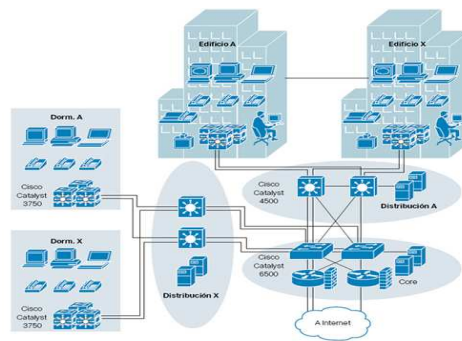 Edificio A
Edificio X
Dorm. A
Cisco
Catalyst
3750
Cisco
Catalyst
4500
Distribución A
Dorm. X
Cisco
Catalyst
3750
Distribución X
Cisco
Catalyst
6500
Core
A Internet